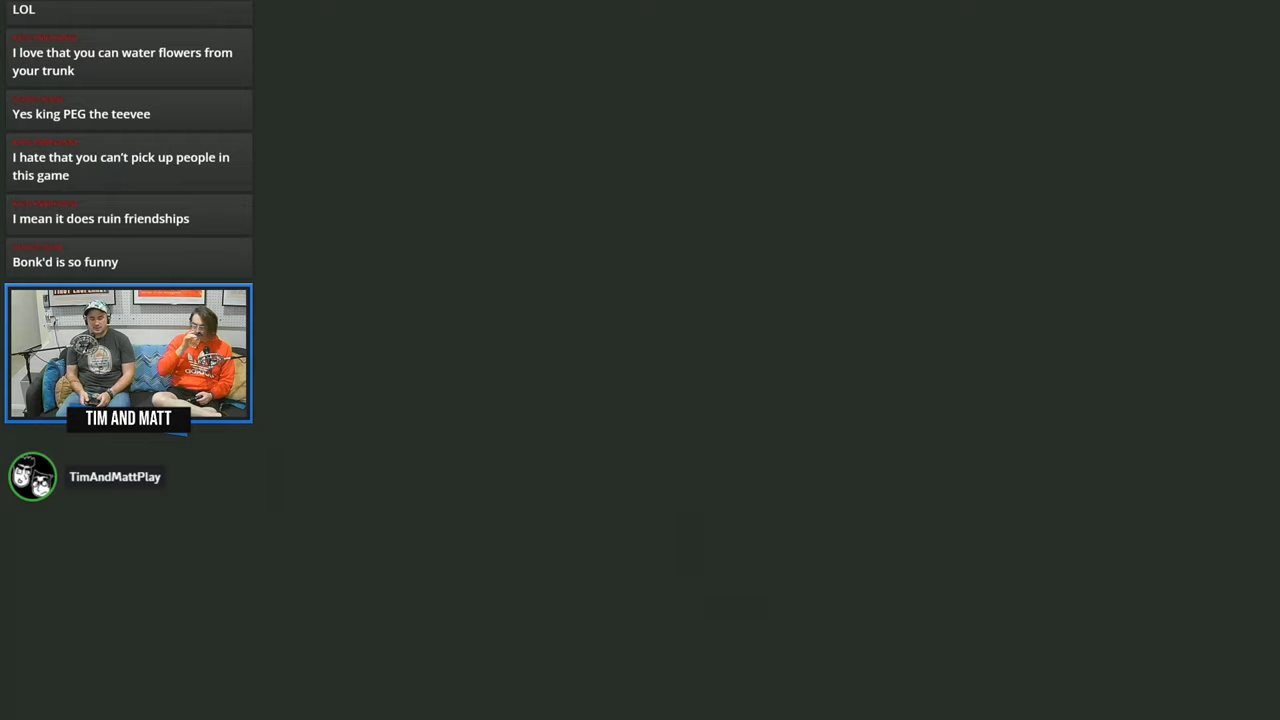 LOL
I love that you can water flowers from
your trunk
Yes king PEG the teevee
I hate that you can't pick up people in
this game
I mean it does ruin friendships
Bonk'd is so funny
adidas
TIM AND MATT
TimAndMattPlay